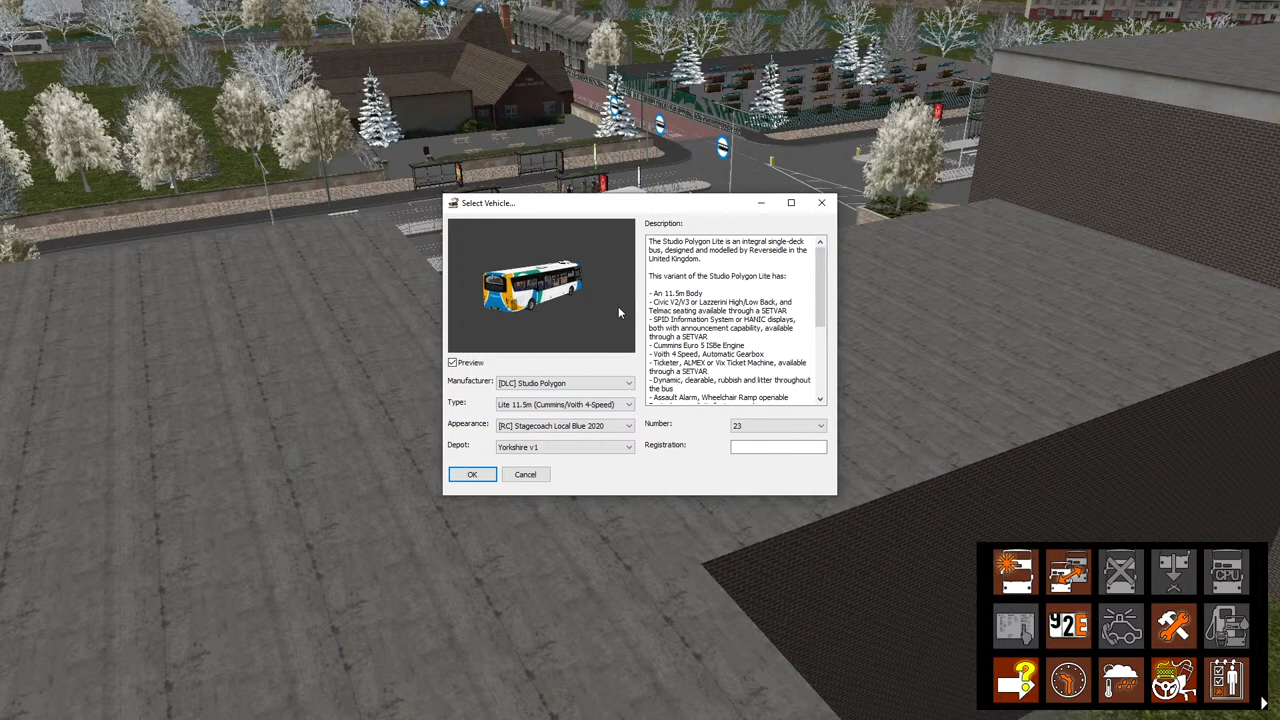 Select Vehicle...
Description:
The Studio Polygon Lite is an integral single-deck
bus, designed and modelled by Reverseidle in the
United Kingdom.
This variant of the Studio Polygon Lite has:
- An 11.5m Body
- Civic V2/V3 or Lazzerini High/Low Back, and
Telmac seating available through a SETVAR
- SPID Information System or HANIC displays,
both with announcement capability, available
through a SETVAR
- Cummins Euro 5 ISBe Engine
- Voith 4 Speed, Automatic Gearbox
- Ticketer, ALMEX or Vix Ticket Machine, available
through a SETVAR
- Dynamic, clearable, rubbish and litter throughout
the bus
- Assault Alarm, Wheelchair Ramp openable
Preview
Manufacturer: [DLC] Studio Polygon
Type: Lite 11.5m (Cummins/Voith 4-Speed)
Appearance: [RC] Stagecoach Local Blue 2020
Number: 23
Depot: Yorkshire v1
Registration:
OK
Cancel
CPU
92E
?